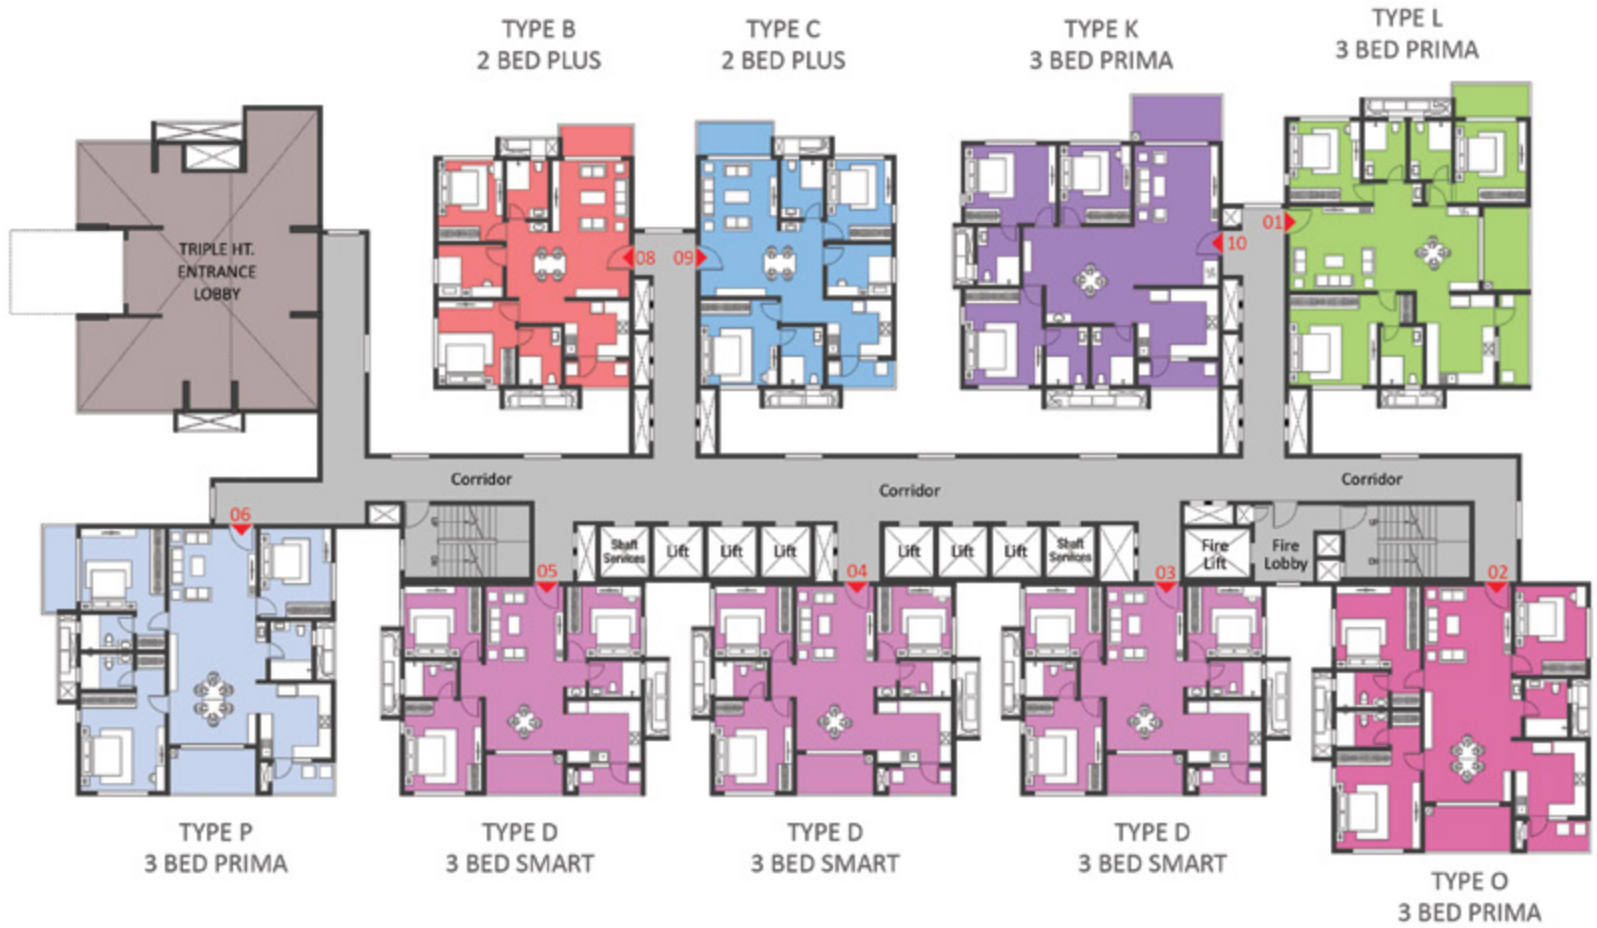 TYPE B
2 BED PLUS
TYPE C
2 BED PLUS
TYPE K
3 BED PRIMA
TYPE L
3 BED PRIMA
TRIPLE HT.
ENTRANCE
LOBBY
08
09
10
01
Corridor
Corridor
Corridor
06
05
04
03
02
Shaft
Services
Lift
Lift
Lift
Lift
Lift
Lift
Shaft
Services
Fire
Lift
Fire
Lobby
TYPE P
3 BED PRIMA
TYPE D
3 BED SMART
TYPE D
3 BED SMART
TYPE D
3 BED SMART
TYPE O
3 BED PRIMA